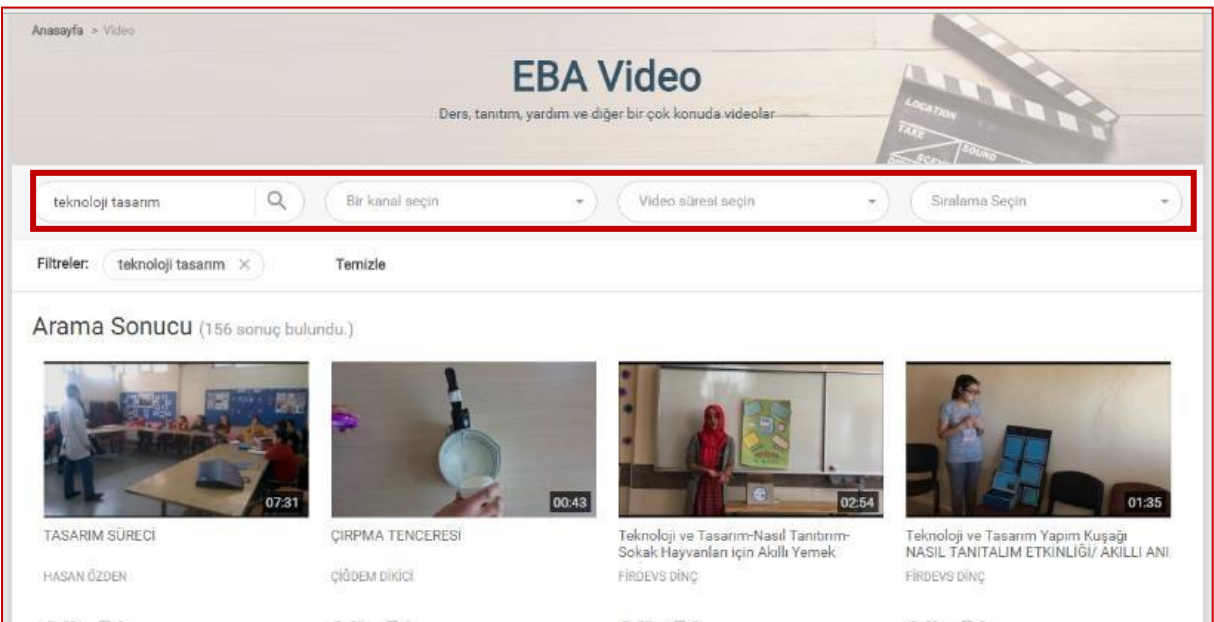 Anasayfa > Video
EBA Video
Ders, tanıtım, yardım ve diğer bir çok konuda videolar
LOCATION
TAKE
SOUND
SCENE
teknoloji tasarım
Bir kanal seçin
Video süresi seçin
Sıralama Seçin
Filtreler: teknoloji tasarım × Temizle
Arama Sonucu (156 sonuç bulundu.)
07:31
00:43
02:54
01:35
TASARIM SÜRECİ
HASAN ÖZDEN
ÇIRPMA TENCERESİ
ÇİĞDEM DİKİCİ
Teknoloji ve Tasarım-Nasıl Tanıtırım-
Sokak Hayvanları için Akıllı Yemek
FİRDEVS DİNÇ
Teknoloji ve Tasarım Yapım Kuşağı
NASIL TANITALIM ETKİNLİĞİ/ AKILLI ANI
FİRDEVS DİNÇ